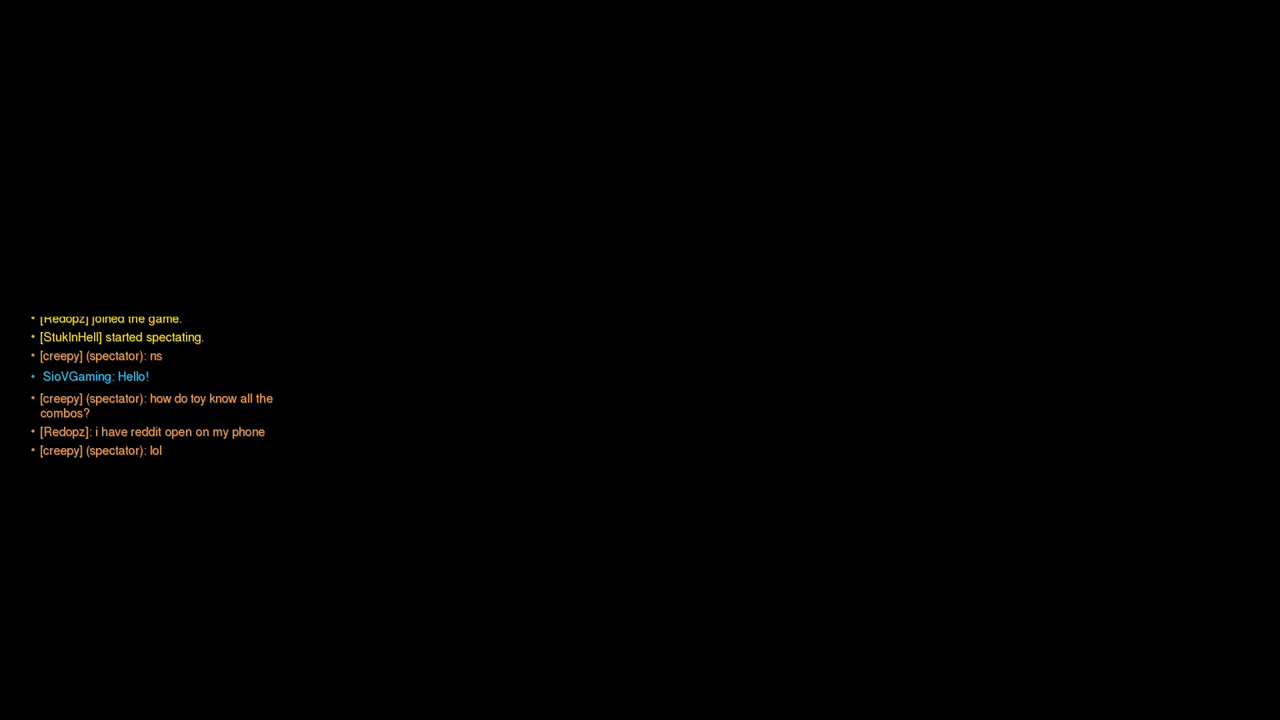 • [Redopz] joined the game.
• [StukInHell] started spectating.
• [creepy] (spectator): ns
• SioVGaming: Hello!
• [creepy] (spectator): how do toy know all the
combos?
• [Redopz]: i have reddit open on my phone
• [creepy] (spectator): lol